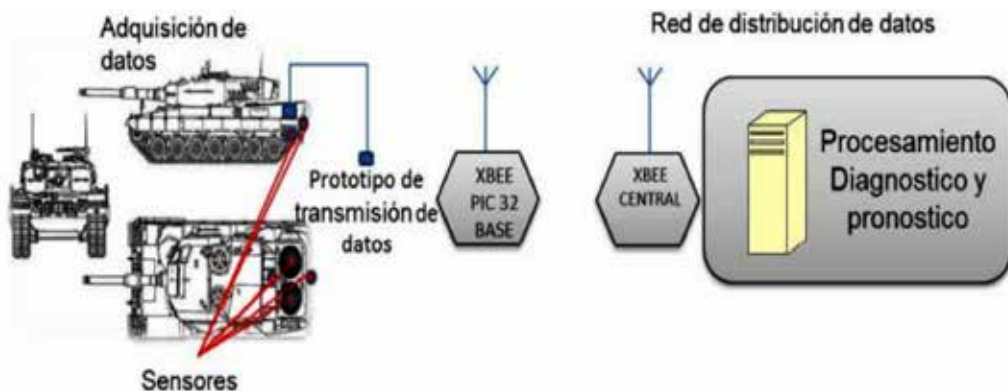 Adquisición de
datos
Red de distribución de datos
Prototipo de
transmisión de
datos
XBEE
PIC 32
BASE
XBEE
CENTRAL
Procesamiento
Diagnostico y
pronostico
Sensores